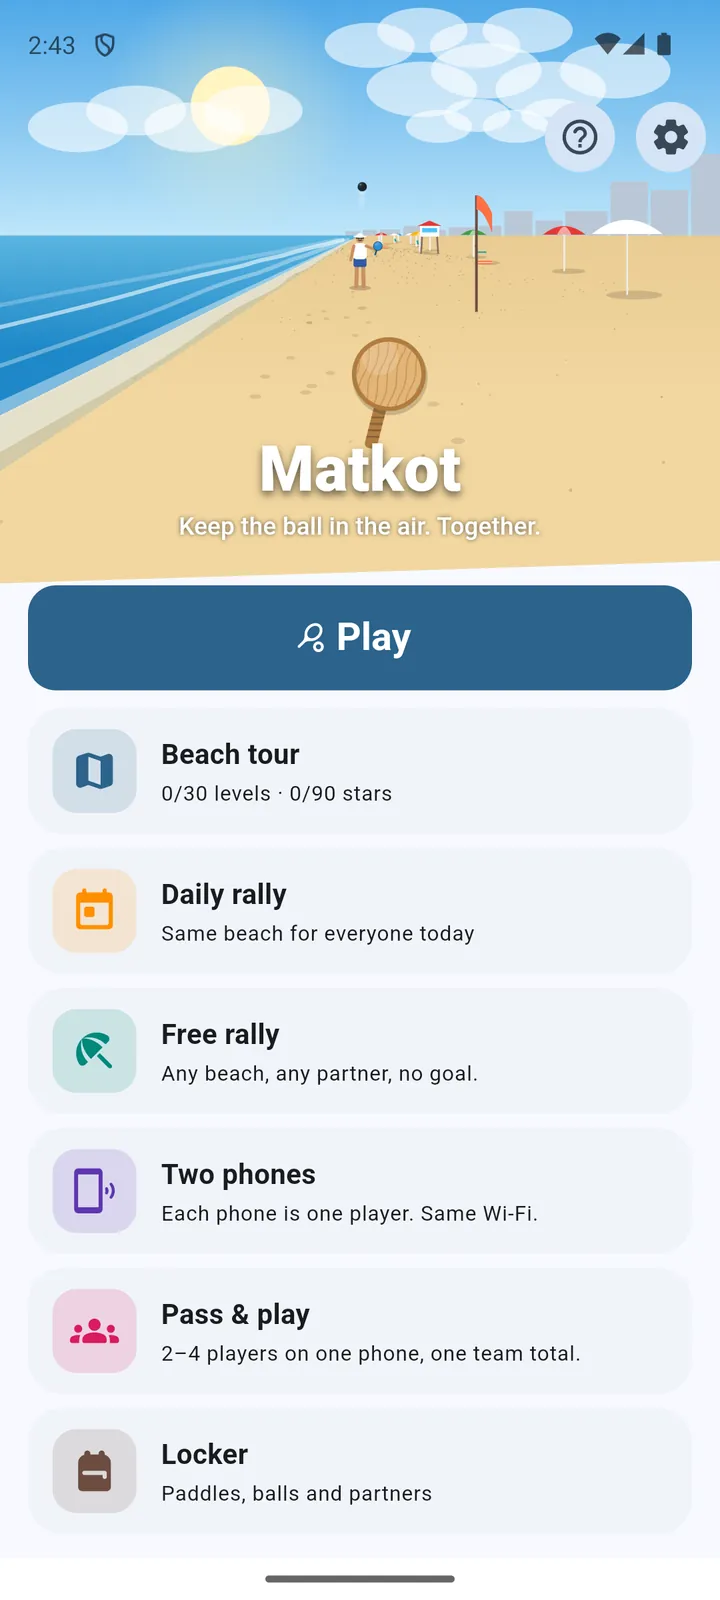 2:43
Matkot
Keep the ball in the air. Together.
Play
Beach tour
0/30 levels · 0/90 stars
Daily rally
Same beach for everyone today
Free rally
Any beach, any partner, no goal.
Two phones
Each phone is one player. Same Wi-Fi.
Pass & play
2–4 players on one phone, one team total.
Locker
Paddles, balls and partners